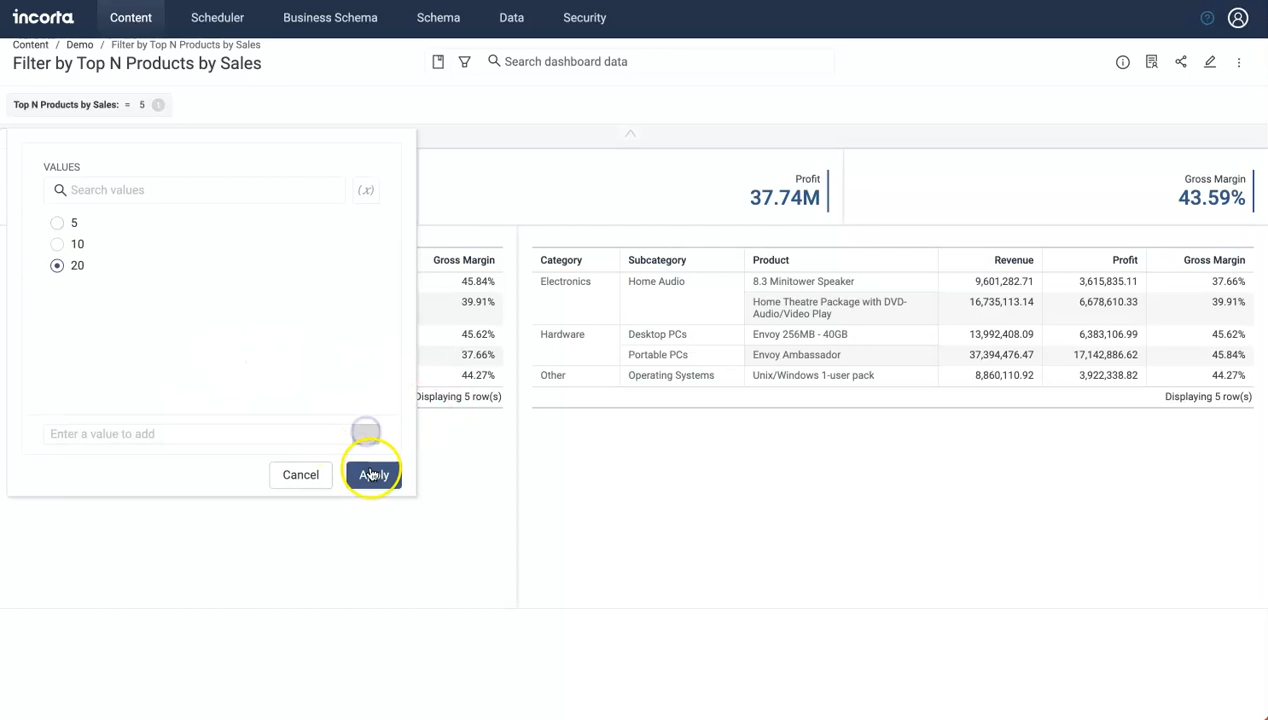 incorta Content Scheduler Business Schema Schema Data Security
Content / Demo / Filter by Top N Products by Sales
Filter by Top N Products by Sales
Search dashboard data
Top N Products by Sales: = 5
VALUES
Search values
(x)
5
10
20
Enter a value to add
Cancel
Apply
Profit
37.74M
Gross Margin
43.59%
Gross Margin
45.84%
39.91%
45.62%
37.66%
44.27%
Displaying 5 row(s)
Category Subcategory Product Revenue Profit Gross Margin
Electronics Home Audio 8.3 Minitower Speaker 9,601,282.71 3,615,835.11 37.66%
Home Theatre Package with DVD-
Audio/Video Play 16,735,113.14 6,678,610.33 39.91%
Hardware Desktop PCs Envoy 256MB - 40GB 13,992,408.09 6,383,106.99 45.62%
Portable PCs Envoy Ambassador 37,394,476.47 17,142,886.62 45.84%
Other Operating Systems Unix/Windows 1-user pack 8,860,110.92 3,922,338.82 44.27%
Displaying 5 row(s)